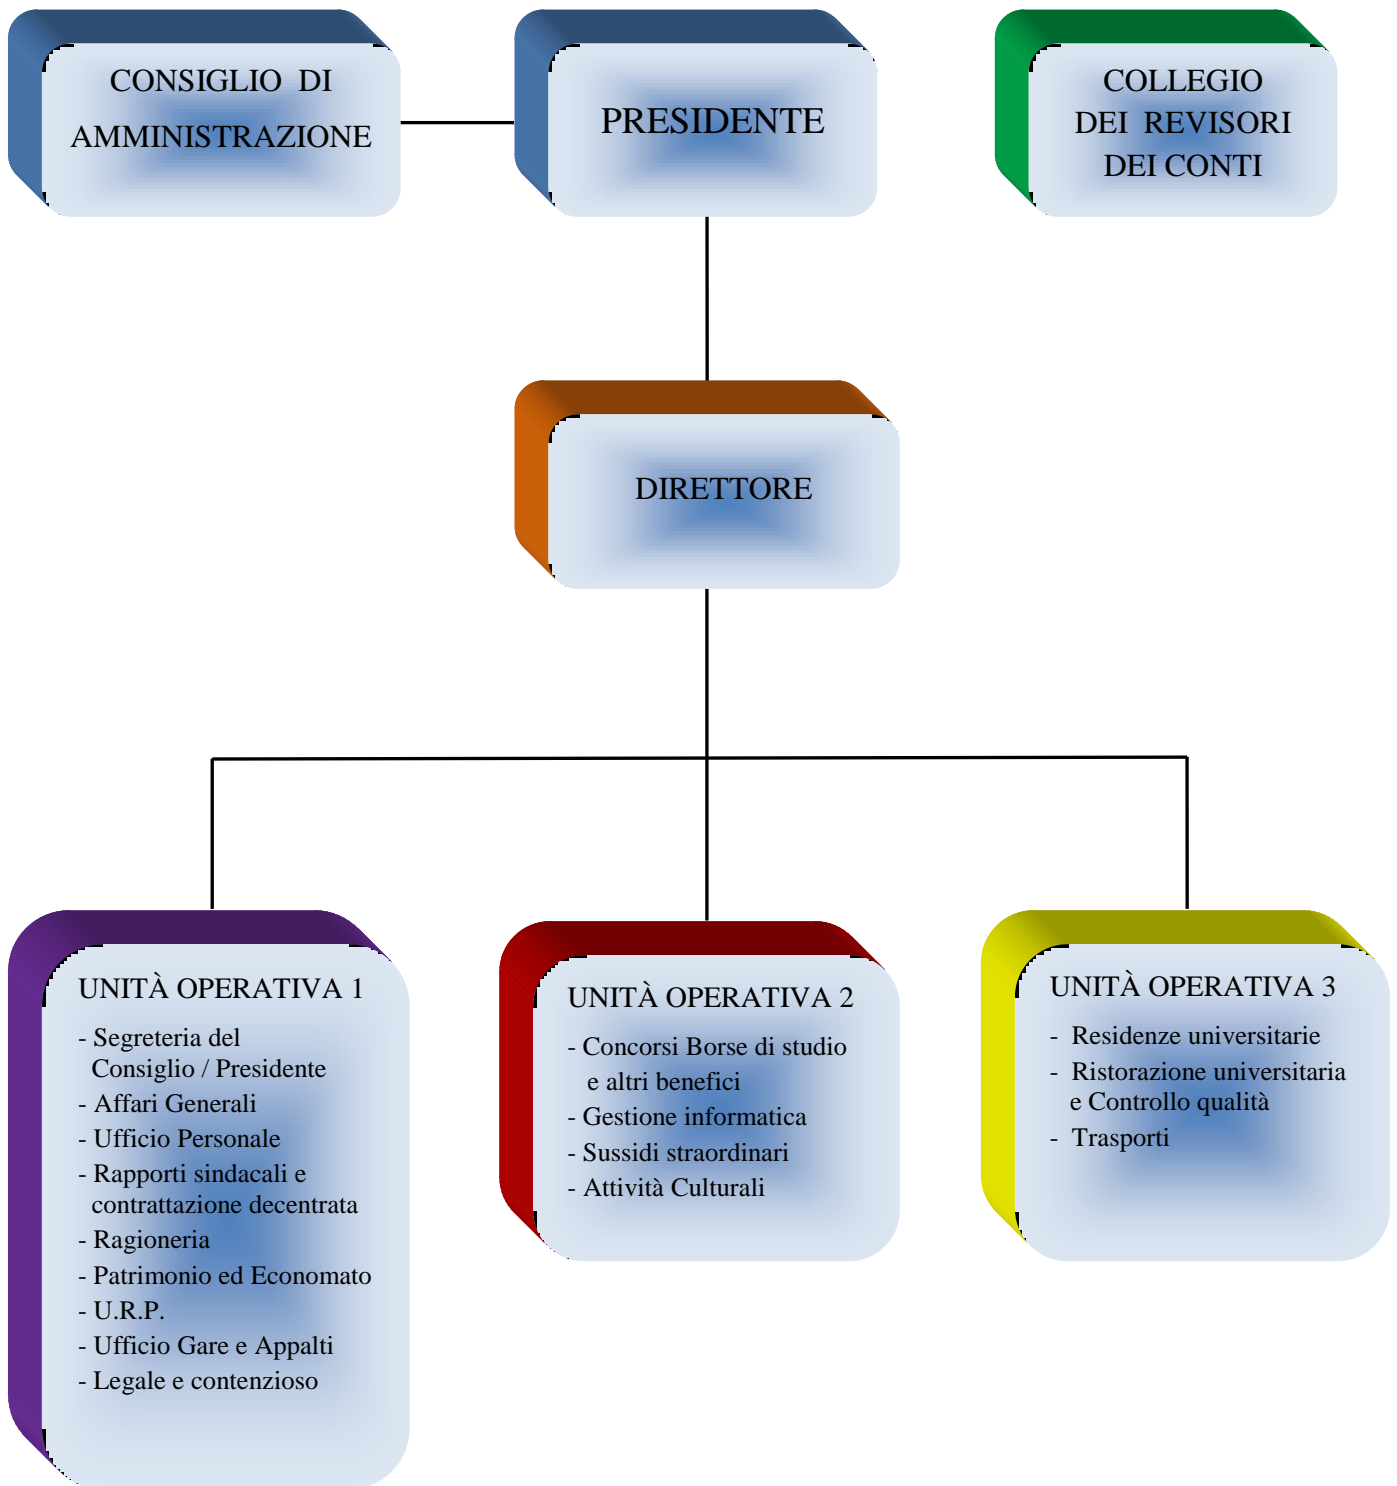 CONSIGLIO DI
AMMINISTRAZIONE
PRESIDENTE
COLLEGIO
DEI REVISORI
DEI CONTI
DIRETTORE
UNITÀ OPERATIVA 1
- Segreteria del
Consiglio / Presidente
- Affari Generali
- Ufficio Personale
- Rapporti sindacali e
contrattazione decentrata
- Ragioneria
- Patrimonio ed Economato
- U.R.P.
- Ufficio Gare e Appalti
- Legale e contenzioso
UNITÀ OPERATIVA 2
- Concorsi Borse di studio
e altri benefici
- Gestione informatica
- Sussidi straordinari
- Attività Culturali
UNITÀ OPERATIVA 3
- Residenze universitarie
- Ristorazione universitaria
e Controllo qualità
- Trasporti